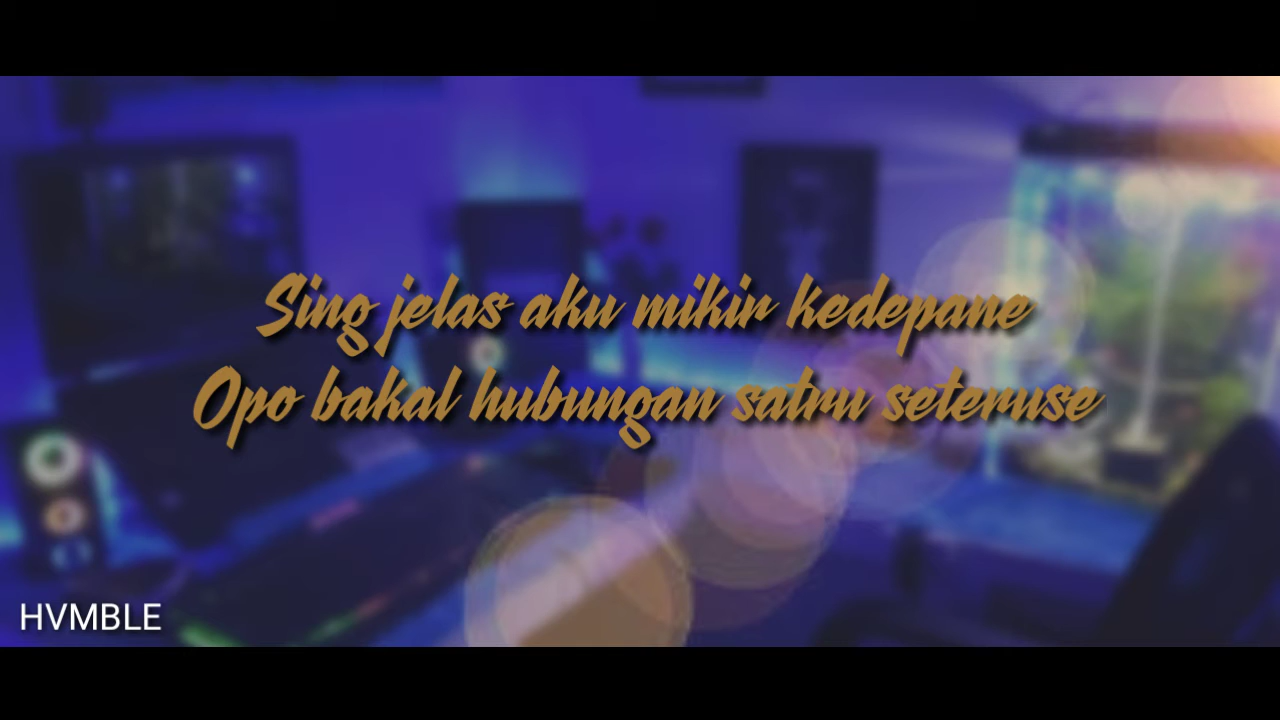 Sing jelas aku mikir kedepane
Opo bakal hubungan satru seteruse
HVMBLE